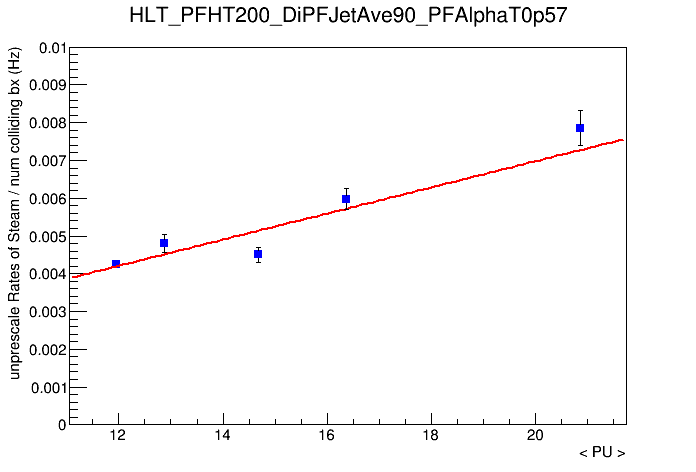 HLT_PFHT200_DiPFJetAve90_PFAlphaT0p57
unprescale Rates of Steam / num colliding bx (Hz)
0.01
0.009
0.008
0.007
0.006
0.005
0.004
0.003
0.002
0.001
0
12 14 16 18 20
< PU >